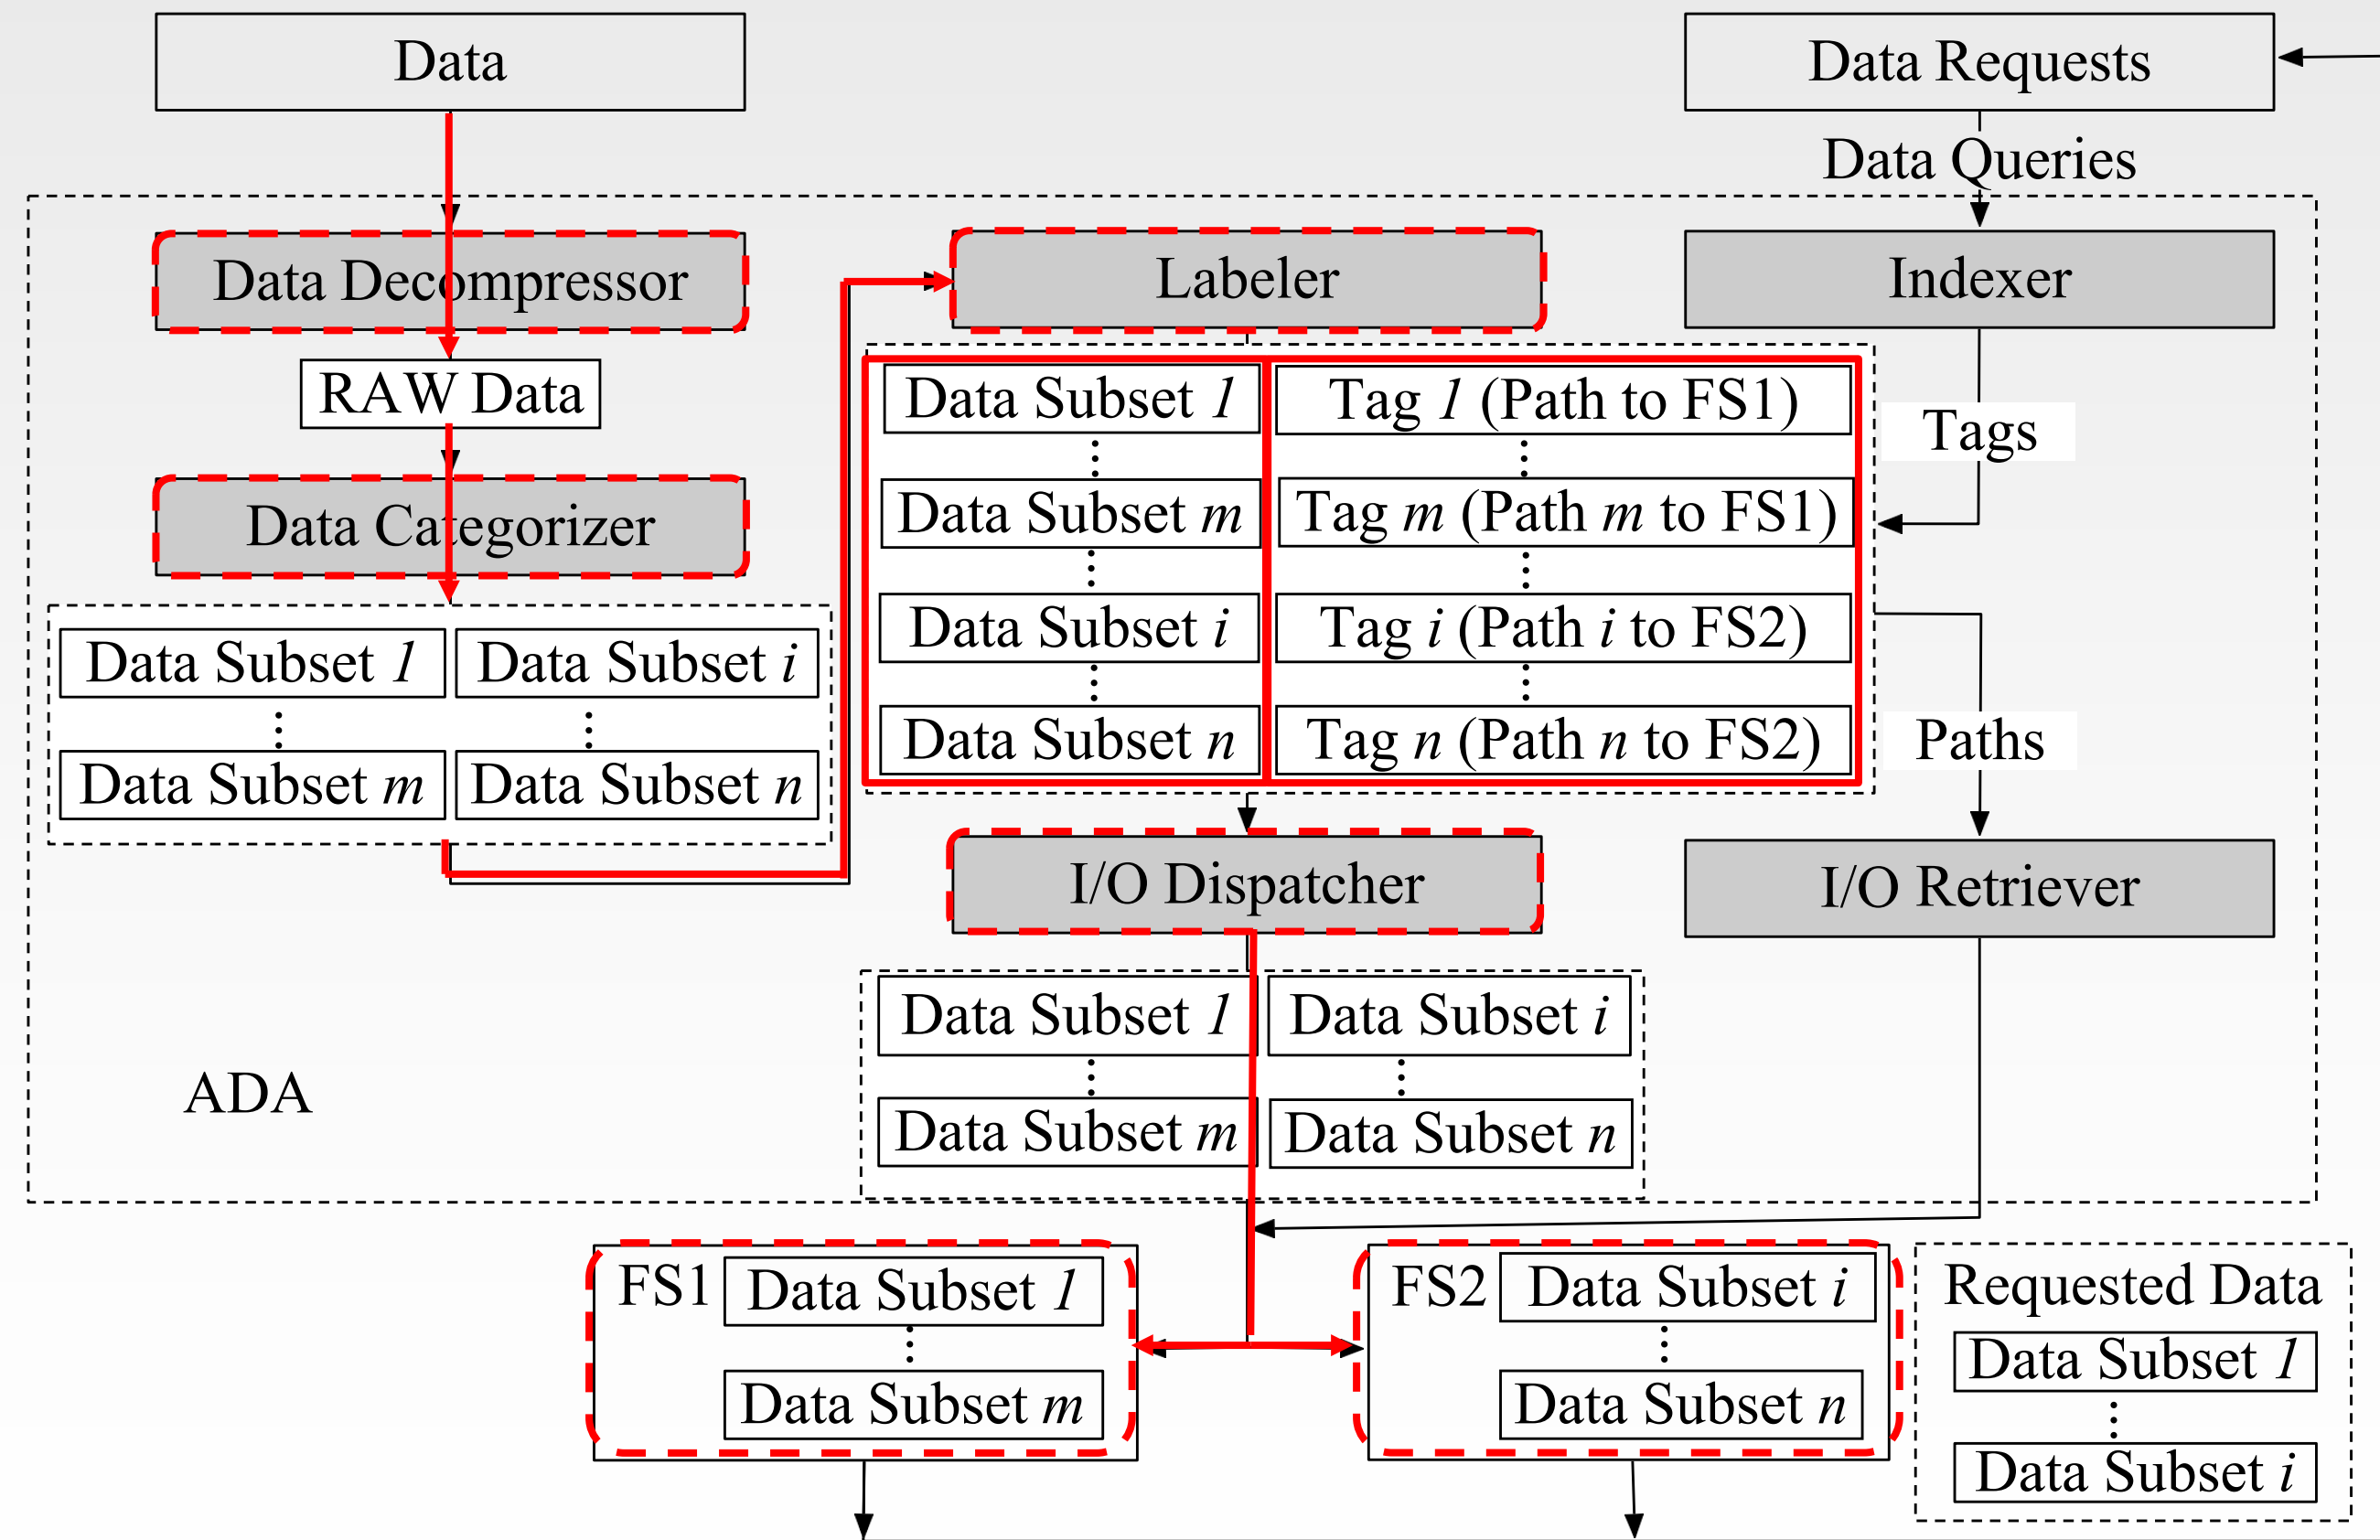 Data
Data Requests
Data Queries
Data Decompressor
Labeler
Indexer
RAW Data
Data Categorizer
Data Subset 1
Data Subset i
Data Subset m
Data Subset n
Data Subset 1
Tag 1 (Path to FS1)
Data Subset m
Tag m (Path m to FS1)
Data Subset i
Tag i (Path i to FS2)
Data Subset n
Tag n (Path n to FS2)
Tags
Paths
I/O Dispatcher
I/O Retriever
Data Subset 1
Data Subset i
Data Subset m
Data Subset n
ADA
FS1
Data Subset 1
Data Subset m
FS2
Data Subset i
Data Subset n
Requested Data
Data Subset 1
Data Subset i